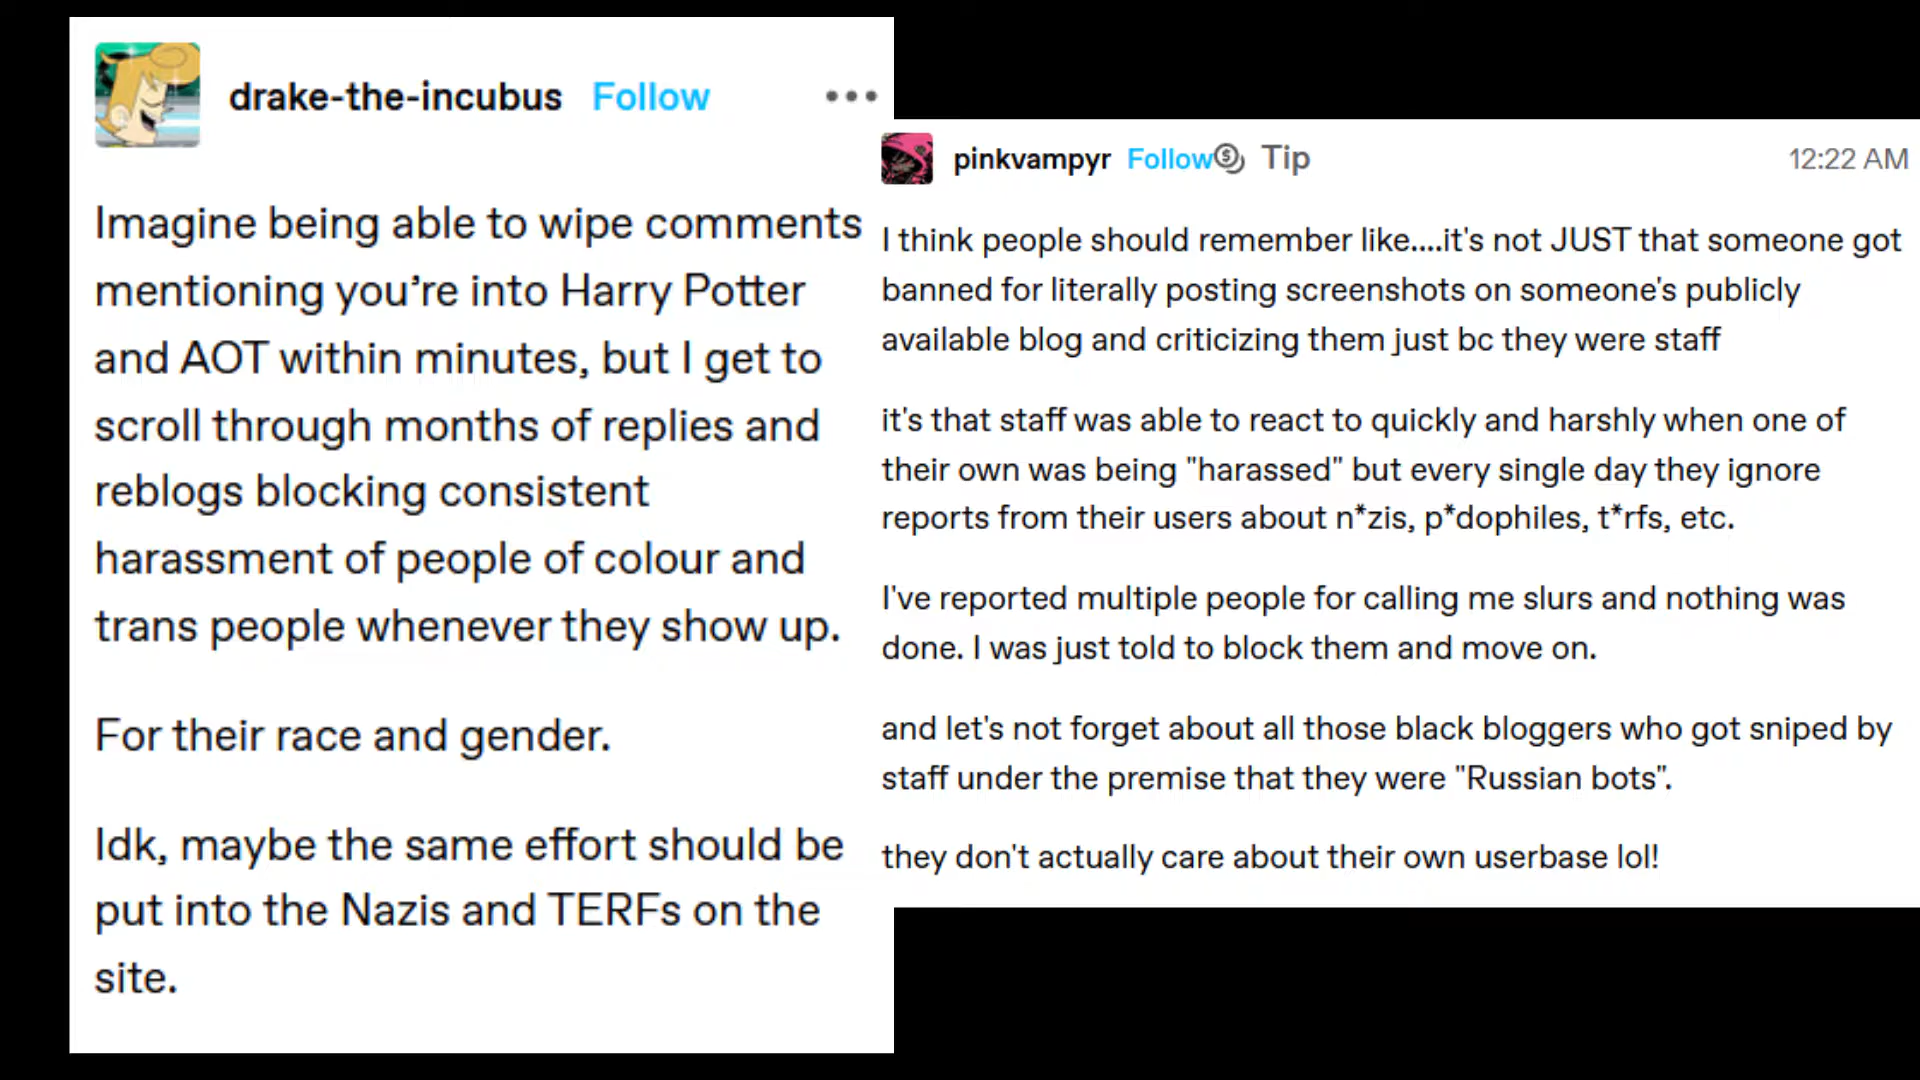 drake-the-incubus Follow
Imagine being able to wipe comments
mentioning you’re into Harry Potter
and AOT within minutes, but I get to
scroll through months of replies and
reblogs blocking consistent
harassment of people of colour and
trans people whenever they show up.
For their race and gender.
Idk, maybe the same effort should be
put into the Nazis and TERFs on the
site.
pinkvampyr Follow Tip 12:22 AM
I think people should remember like....it's not JUST that someone got
banned for literally posting screenshots on someone's publicly
available blog and criticizing them just bc they were staff
it's that staff was able to react to quickly and harshly when one of
their own was being "harassed" but every single day they ignore
reports from their users about n*zis, p*dophiles, t*rfs, etc.
I've reported multiple people for calling me slurs and nothing was
done. I was just told to block them and move on.
and let's not forget about all those black bloggers who got sniped by
staff under the premise that they were "Russian bots".
they don't actually care about their own userbase lol!